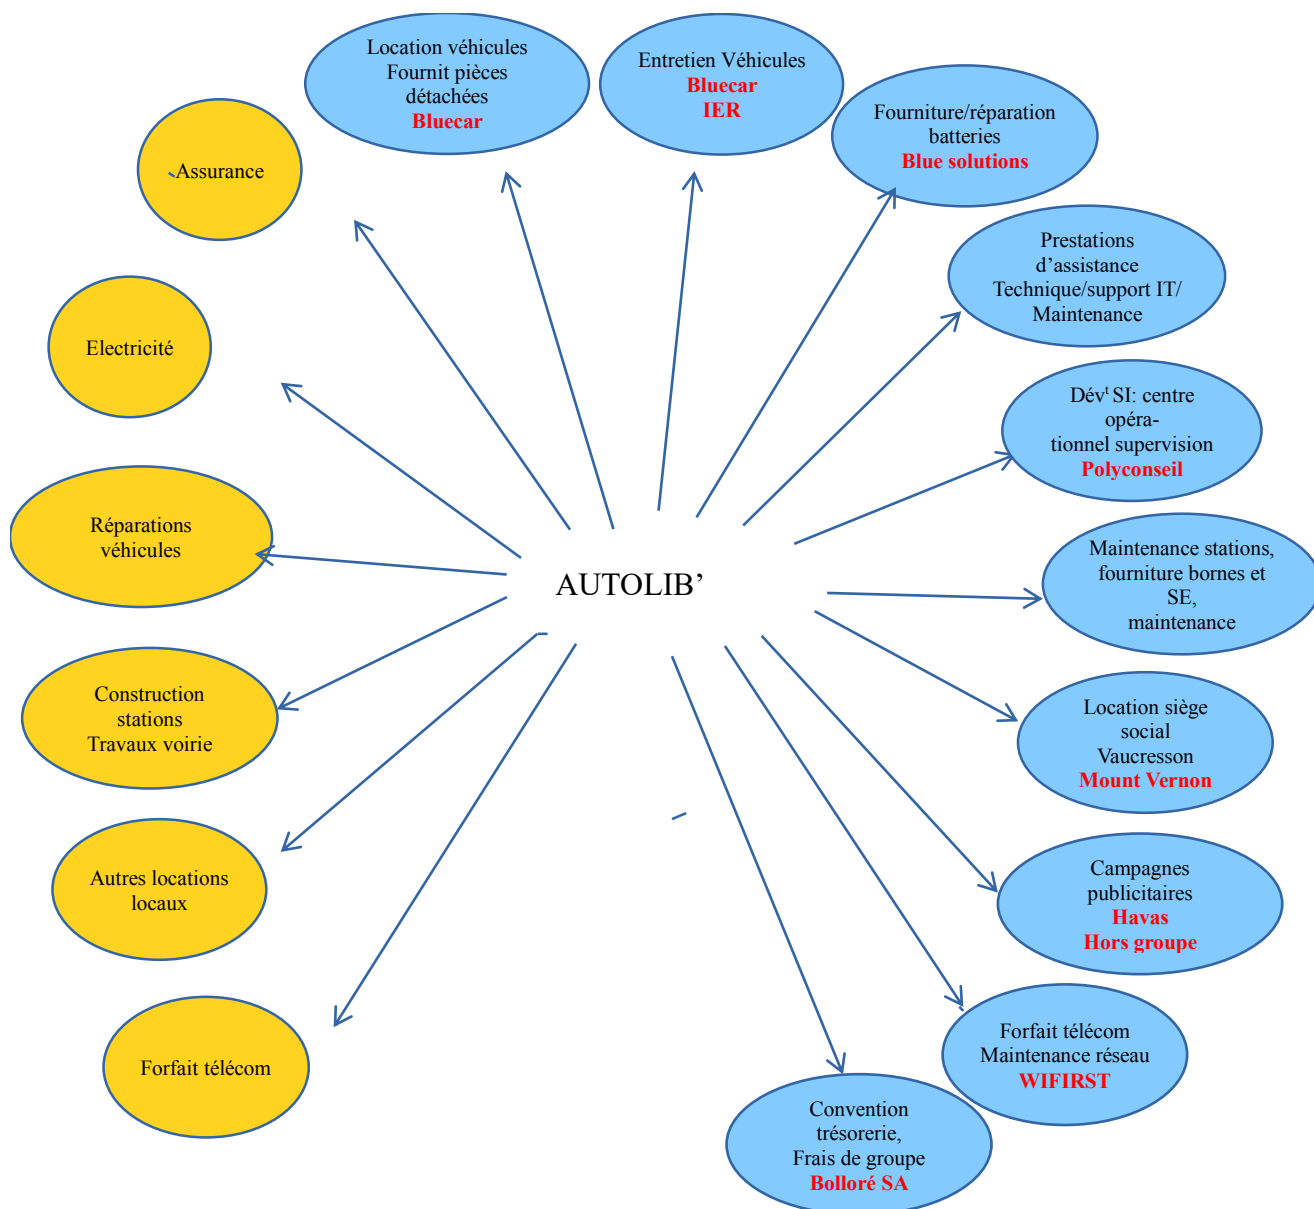 Location véhicules
Fournit pièces
détachées
Bluecar
Entretien Véhicules
Bluecar
IER
Fourniture/réparation
batteries
Blue solutions
Prestations
d’assistance
Technique/support IT/
Maintenance
Dévᵗ SI: centre
opéra-
tionnel supervision
Polyconseil
Maintenance stations,
fourniture bornes et
SE,
maintenance
Location siège
social
Vaucresson
Mount Vernon
Campagnes
publicitaires
Havas
Hors groupe
Forfait télécom
Maintenance réseau
WIFIRST
Convention
trésorerie,
Frais de groupe
Bolloré SA
AUTOLIB’
Assurance
Electricité
Réparations
véhicules
Construction
stations
Travaux voirie
Autres locations
locaux
Forfait télécom